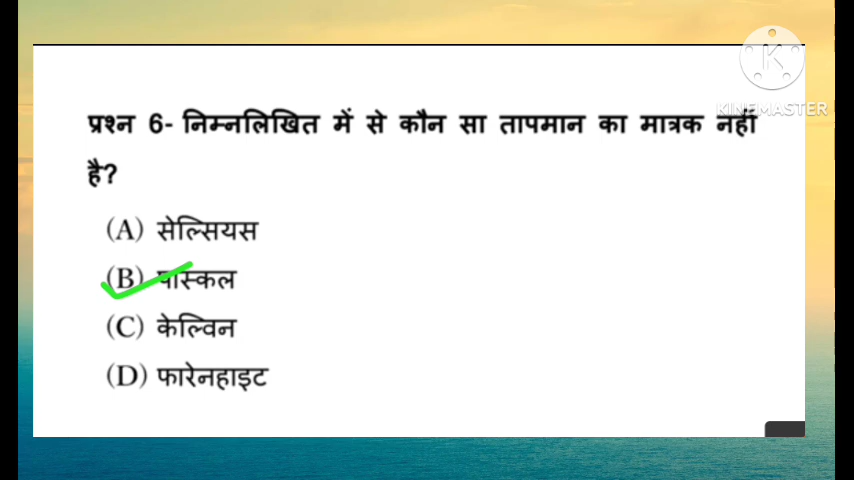 K
KINEMASTER
प्रश्न 6- निम्नलिखित में से कौन सा तापमान का मात्रक नहीं
है?
(A) सेल्सियस
(B) पास्कल
(C) केल्विन
(D) फारेनहाइट